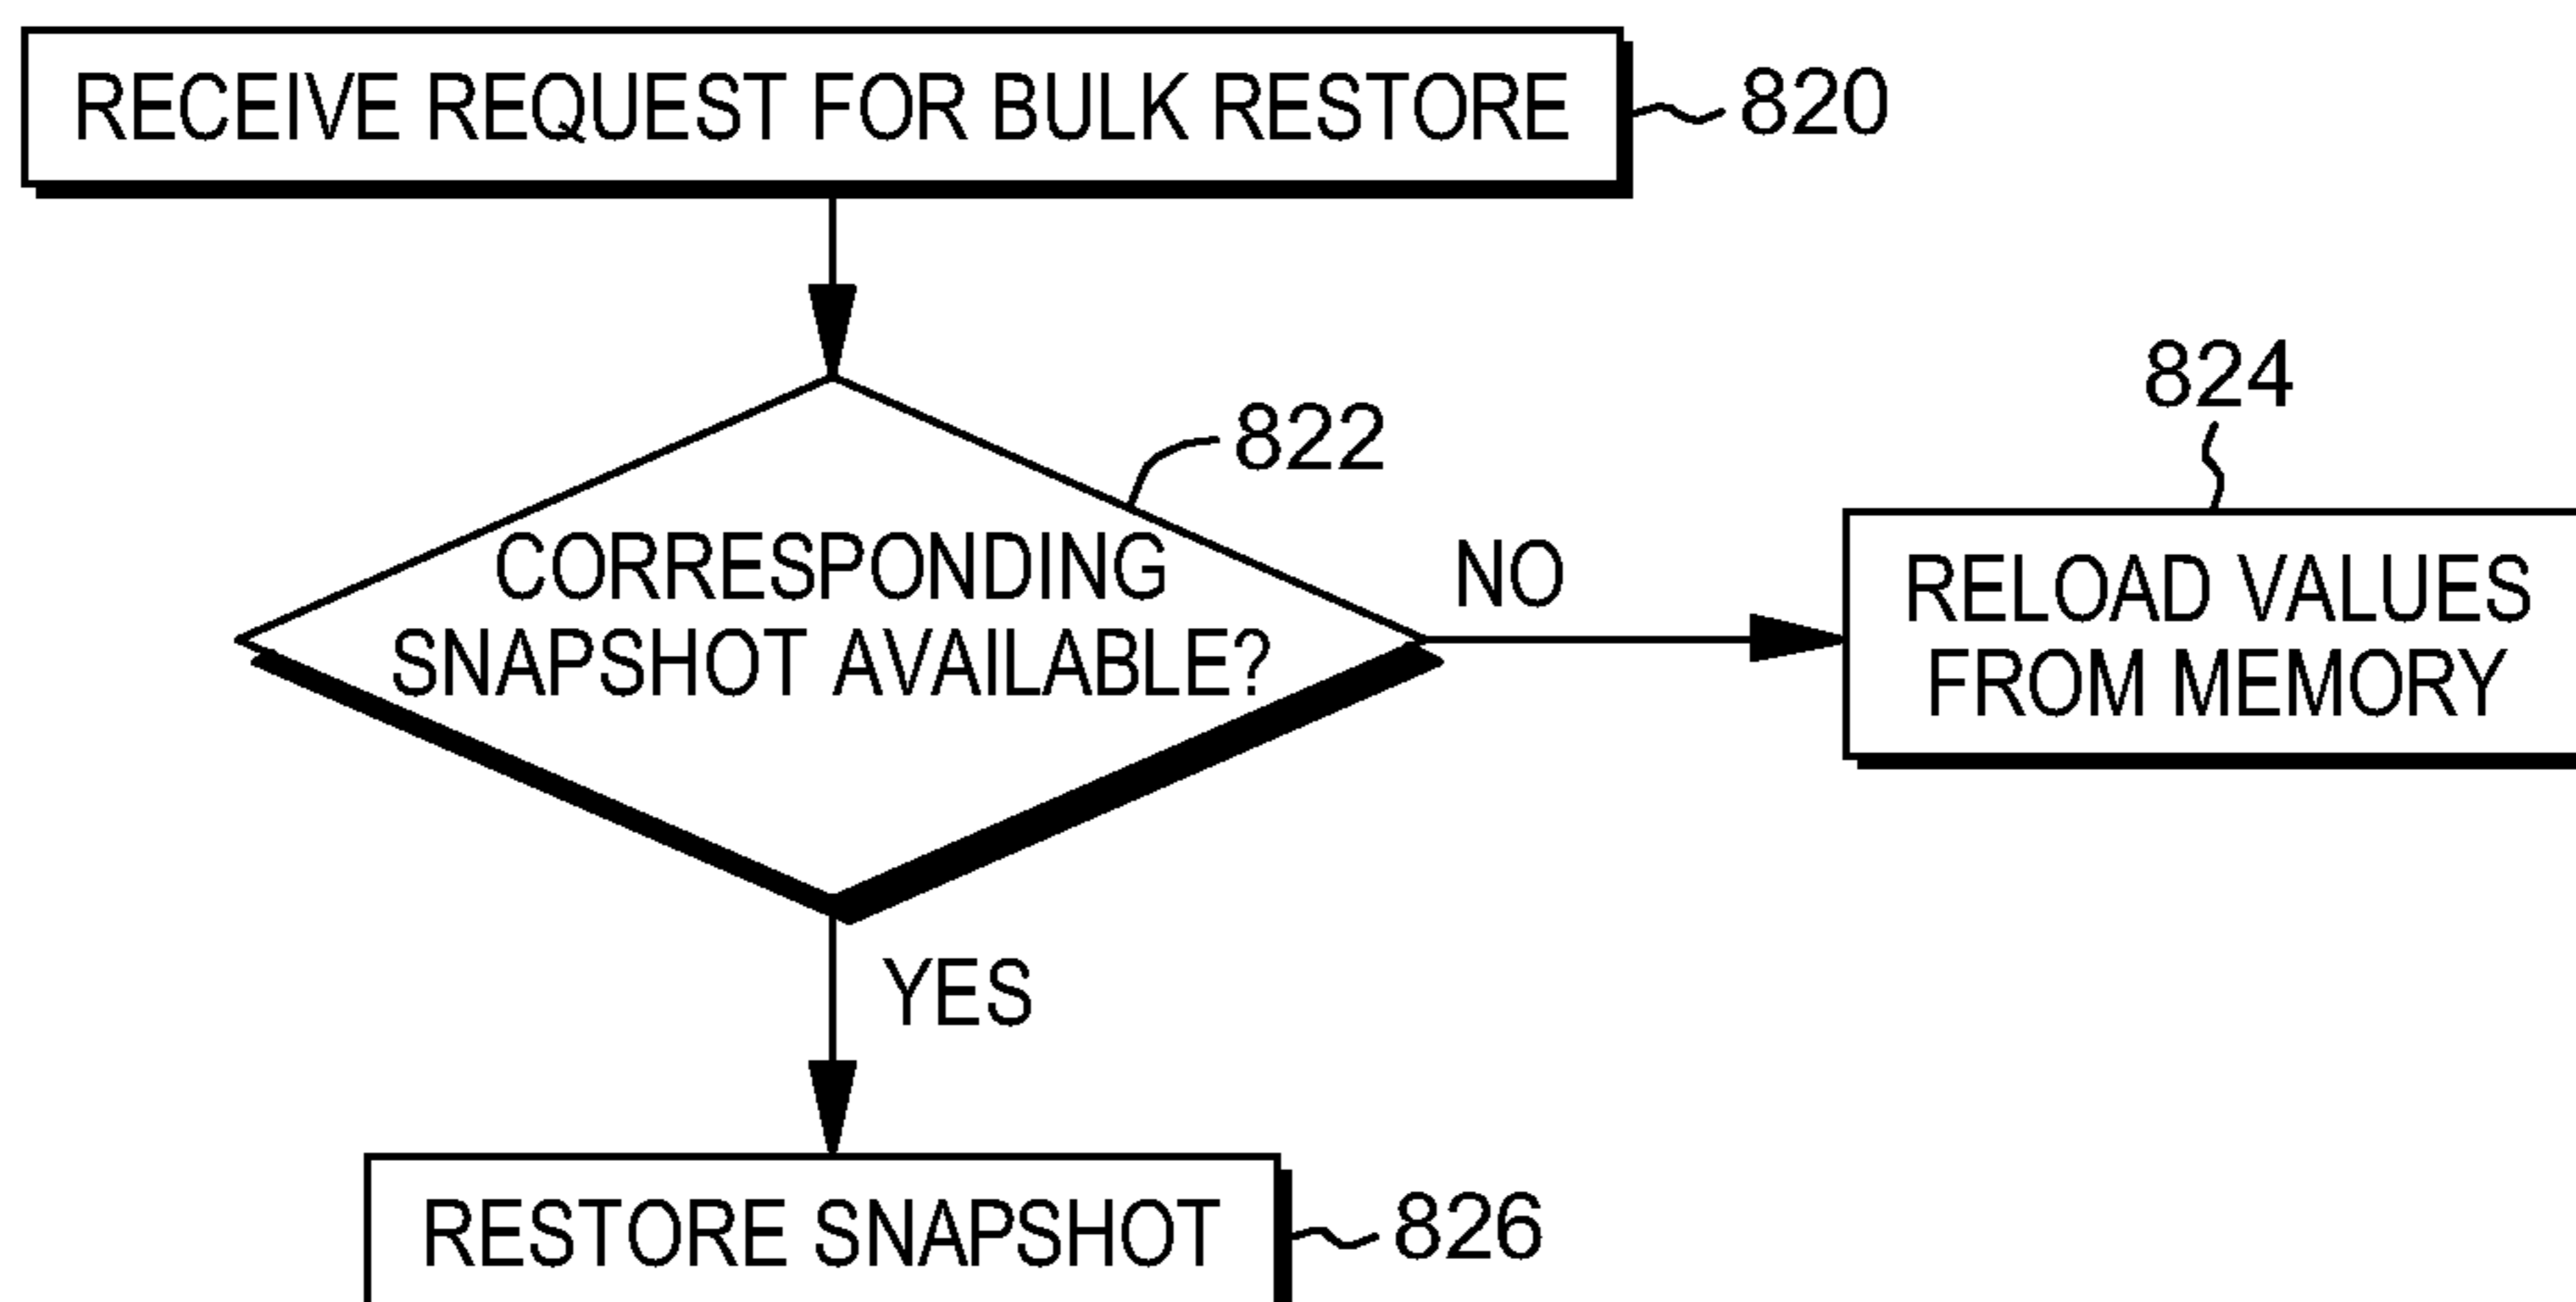 RECEIVE REQUEST FOR BULK RESTORE
820
822
CORRESPONDING
SNAPSHOT AVAILABLE?
NO
824
RELOAD VALUES
FROM MEMORY
YES
RESTORE SNAPSHOT
826